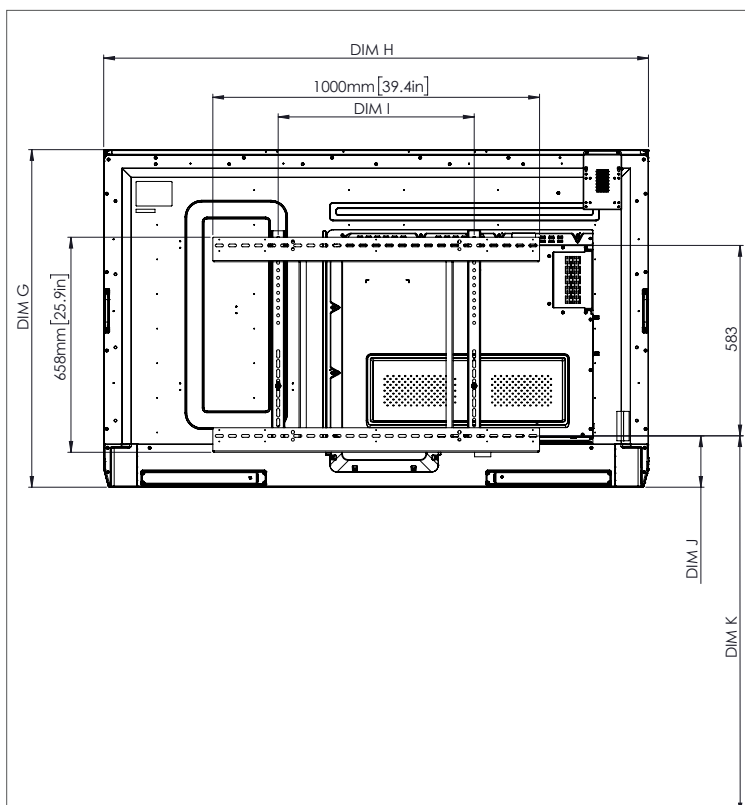 DIM H
1000mm [39.4in]
DIM I
DIM G
658mm [25.9in]
583
DIM J
DIM K